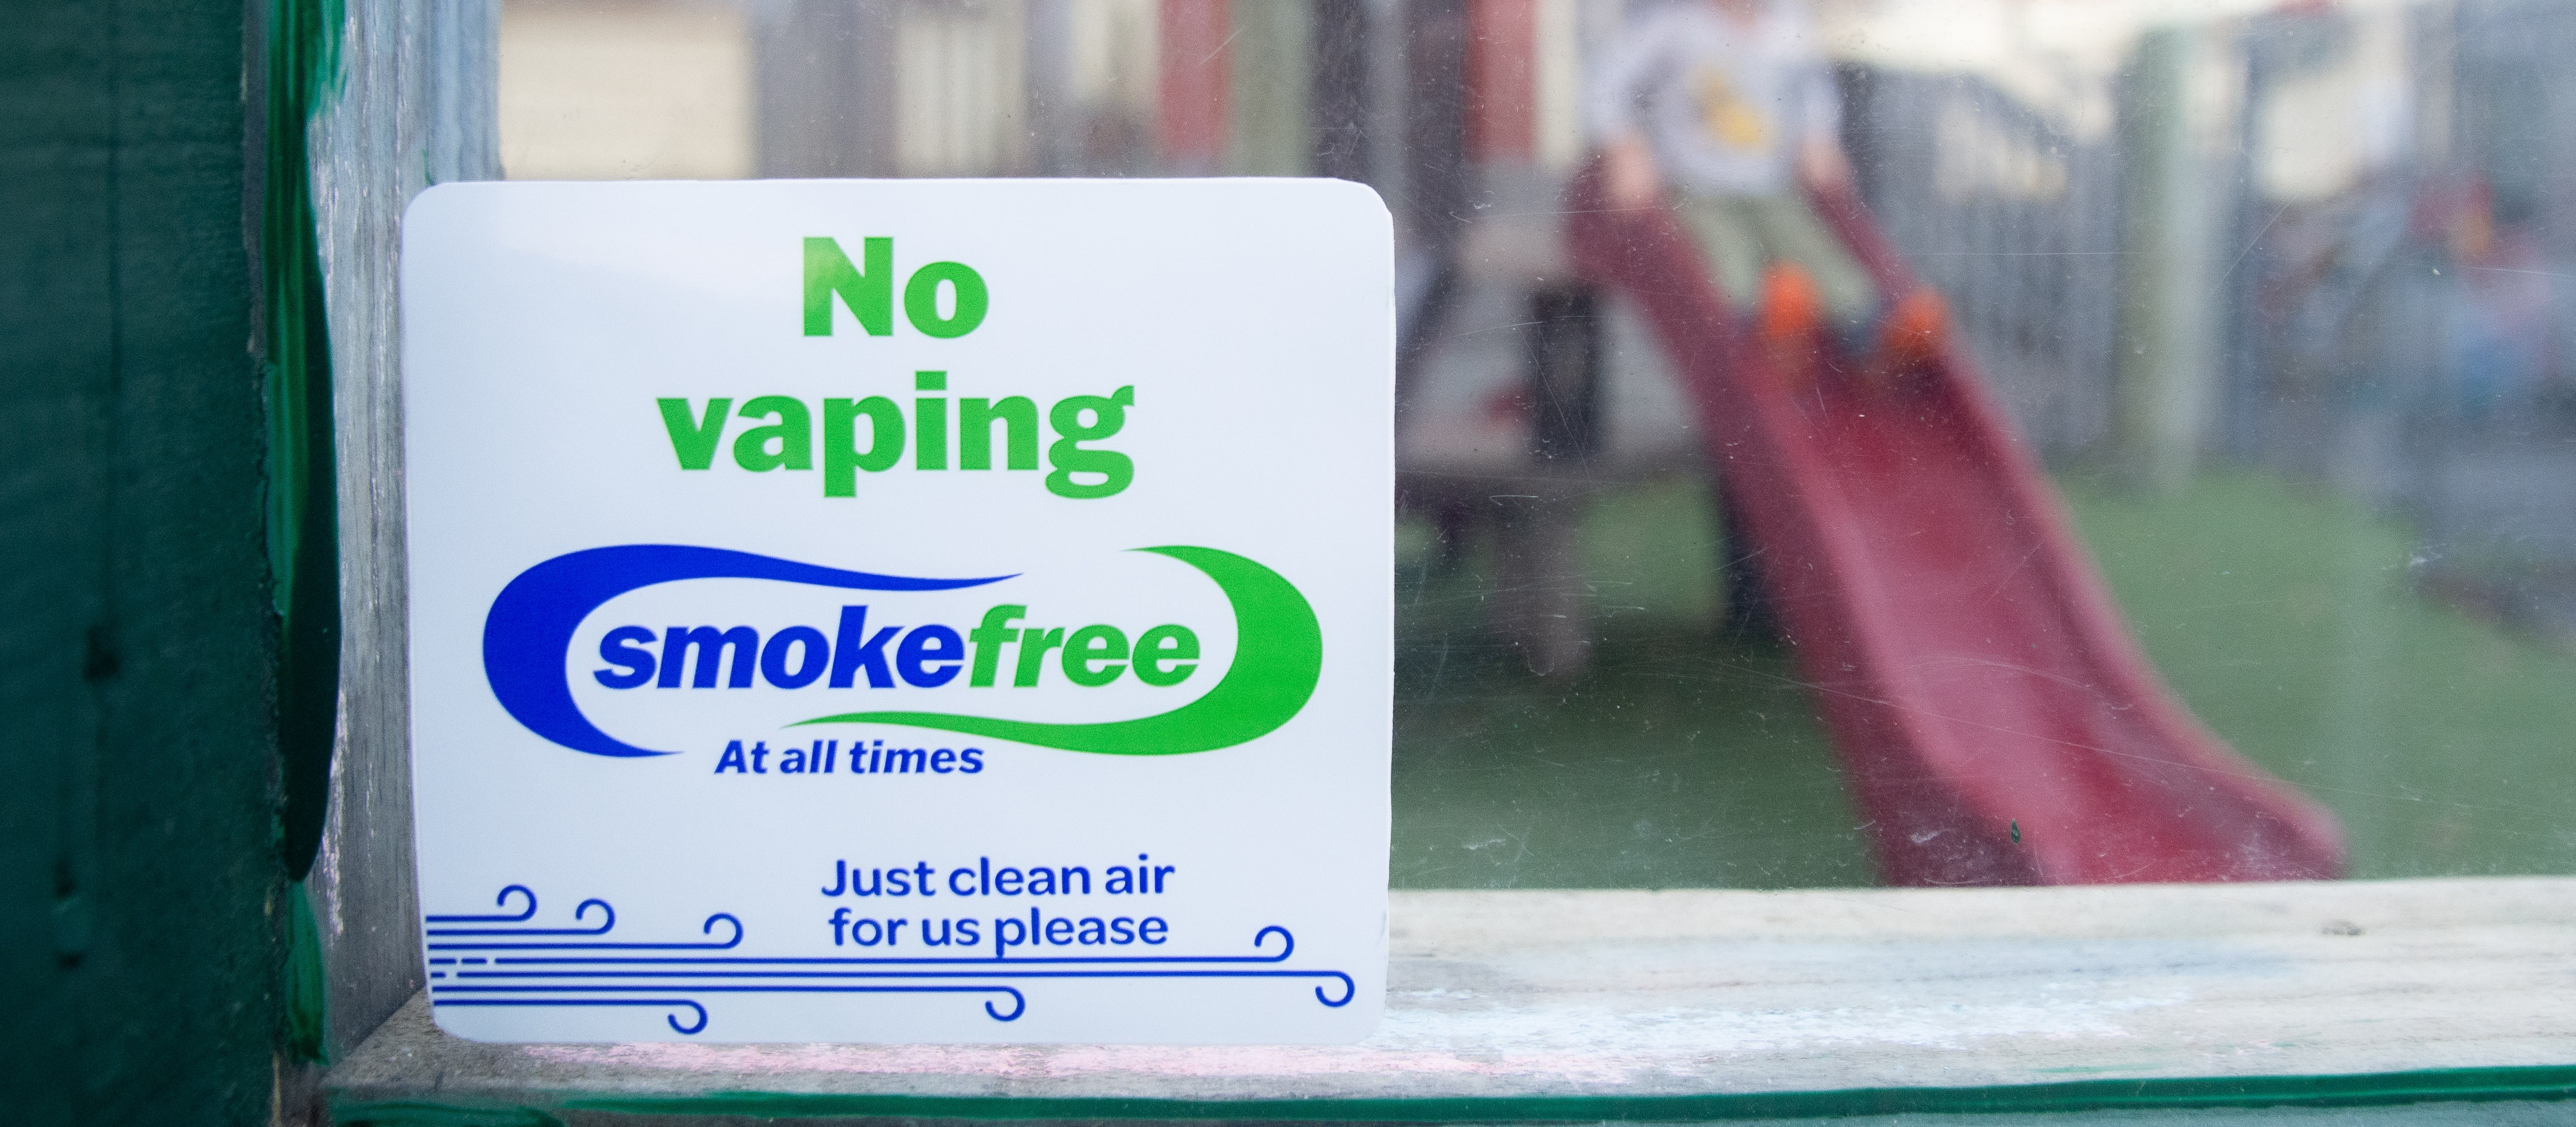 No
vaping
smokefree
At all times
Just clean air
for us please